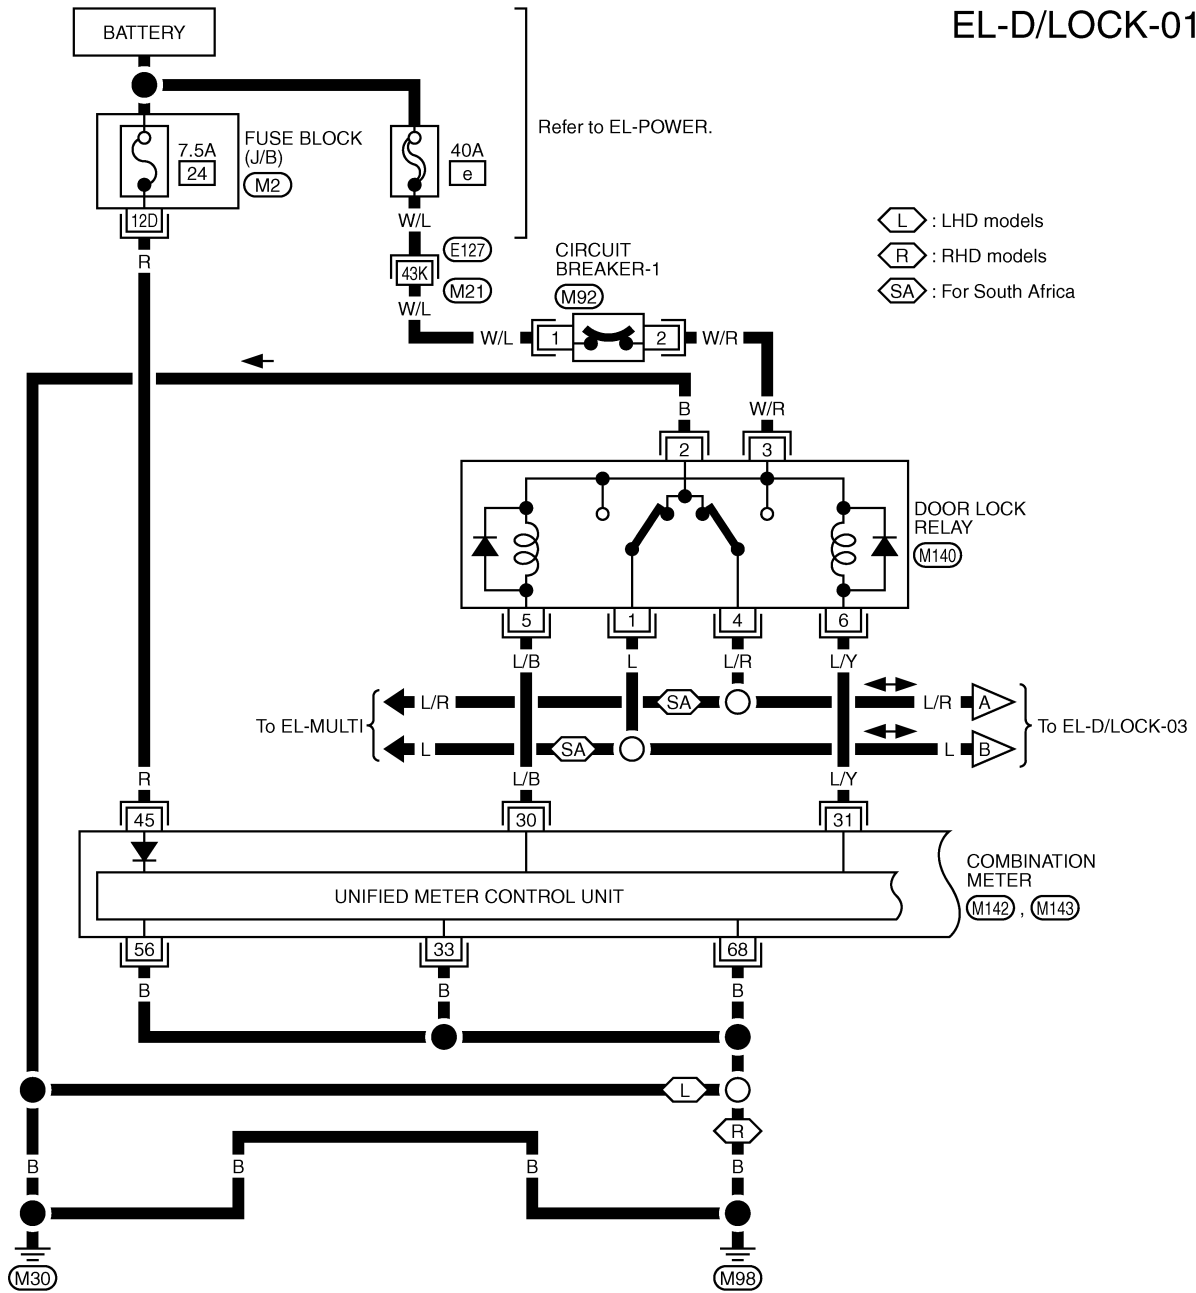 EL-D/LOCK-01
BATTERY
Refer to EL-POWER.
FUSE BLOCK
(J/B)
M2
7.5A
24
40A
e
12D
R
W/L
E127
43K
M21
W/L
L : LHD models
R : RHD models
SA : For South Africa
CIRCUIT
BREAKER-1
M92
W/L 1 2 W/R
B W/R
2 3
DOOR LOCK
RELAY
M140
5 1 4 6
L/B L L/R L/Y
To EL-MULTI
L/R SA L/R A
L SA L B
To EL-D/LOCK-03
R L/B L/Y
45 30 31
UNIFIED METER CONTROL UNIT
COMBINATION
METER
M142 , M143
56 33 68
B B B
L
R
B B B B
M30 M98